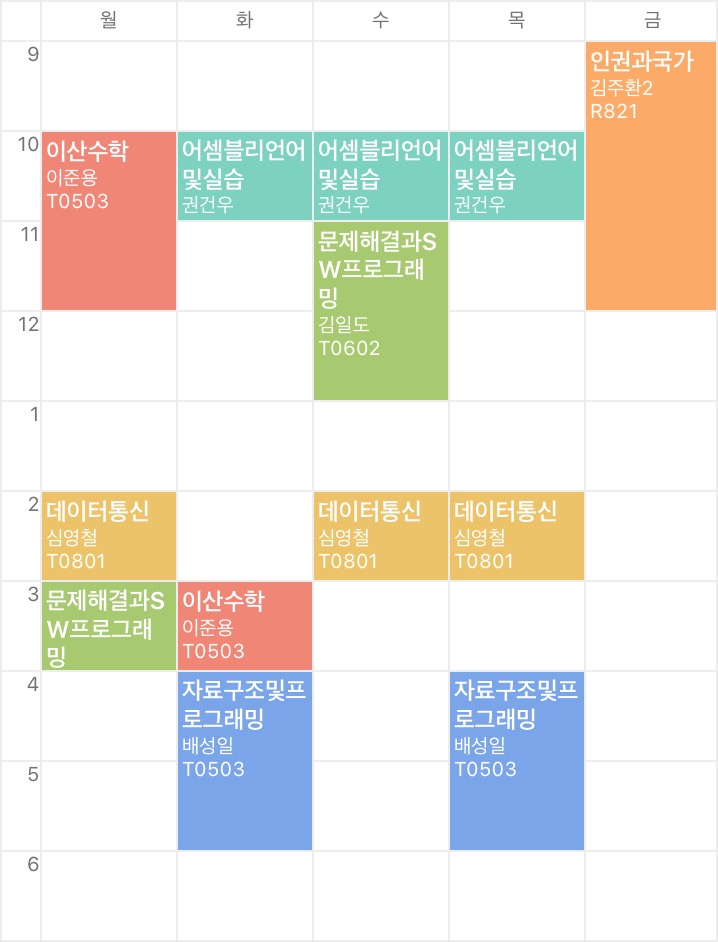 월 화 수 목 금
9
인권과국가
김주환2
R821
10
이산수학
이준용
T0503
어셈블리언어
및실습
권건우
어셈블리언어
및실습
권건우
어셈블리언어
및실습
권건우
11
문제해결과S
W프로그래
밍
김일도
T0602
12
1
2
데이터통신
심영철
T0801
데이터통신
심영철
T0801
데이터통신
심영철
T0801
3
문제해결과S
W프로그래
밍
이산수학
이준용
T0503
4
자료구조및프
로그래밍
배성일
T0503
자료구조및프
로그래밍
배성일
T0503
5
6